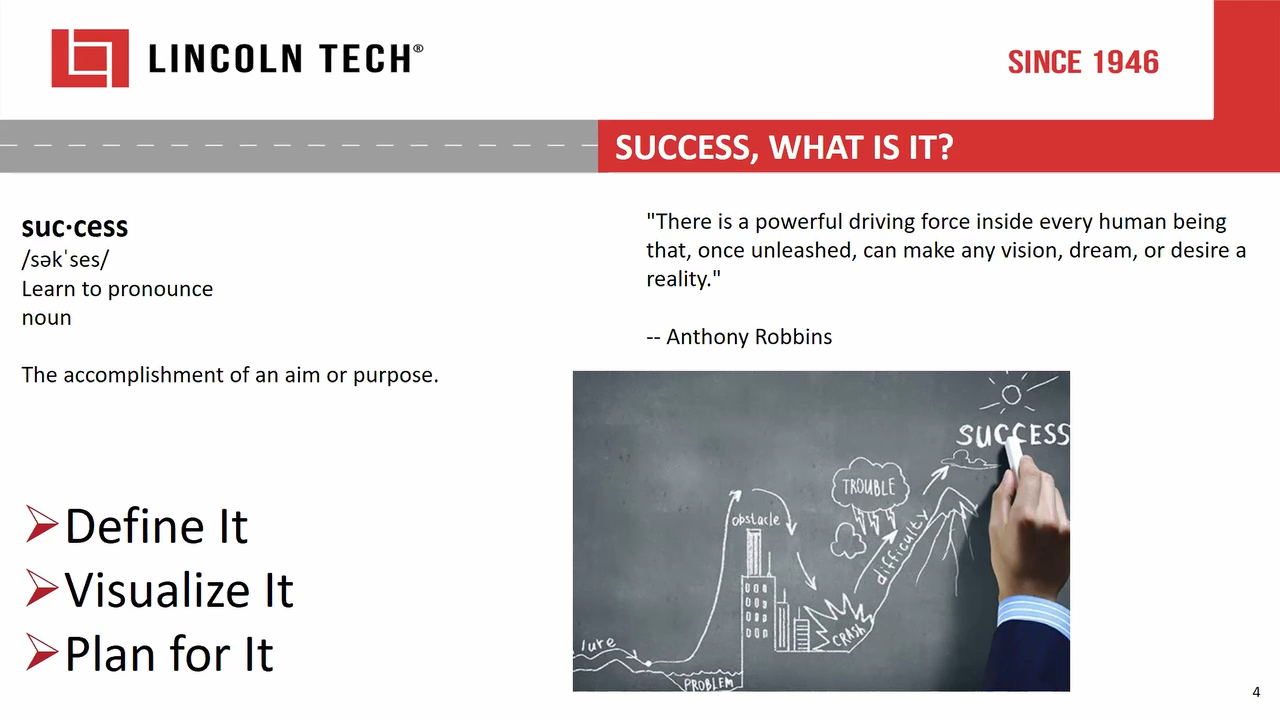 LINCOLN TECH®
SINCE 1946
SUCCESS, WHAT IS IT?
suc·cess
/səkˈses/
Learn to pronounce
noun
The accomplishment of an aim or purpose.
Define It
Visualize It
Plan for It
"There is a powerful driving force inside every human being
that, once unleashed, can make any vision, dream, or desire a
reality."
-- Anthony Robbins
SUCCESS
TROUBLE
obstacle
difficulty
CRASH
lure
PROBLEM
4